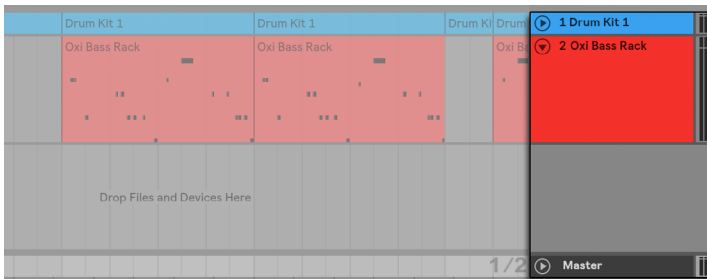 Drum Kit 1 Drum Kit 1 Drum Ki Drum 1 Drum Kit 1
Oxi Bass Rack Oxi Bass Rack Oxi Ba 2 Oxi Bass Rack
Drop Files and Devices Here
1/2 Master